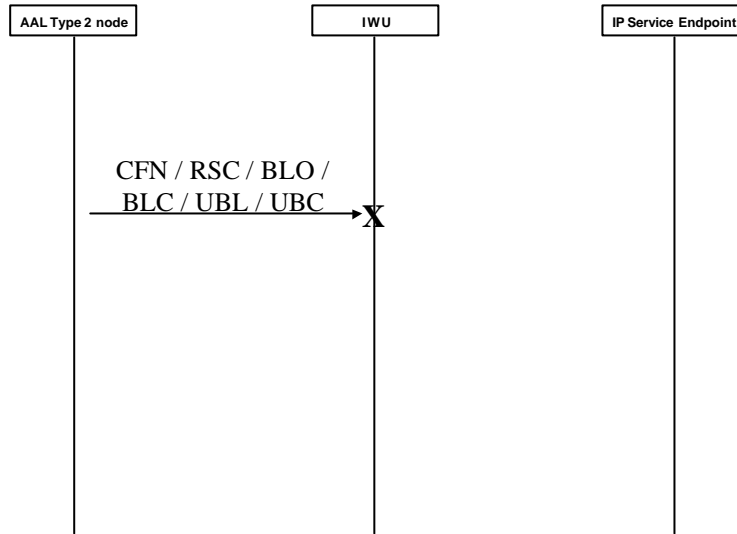 AAL Type 2 node
IWU
IP Service Endpoint
CFN / RSC / BLO /
BLC / UBL / UBC
X